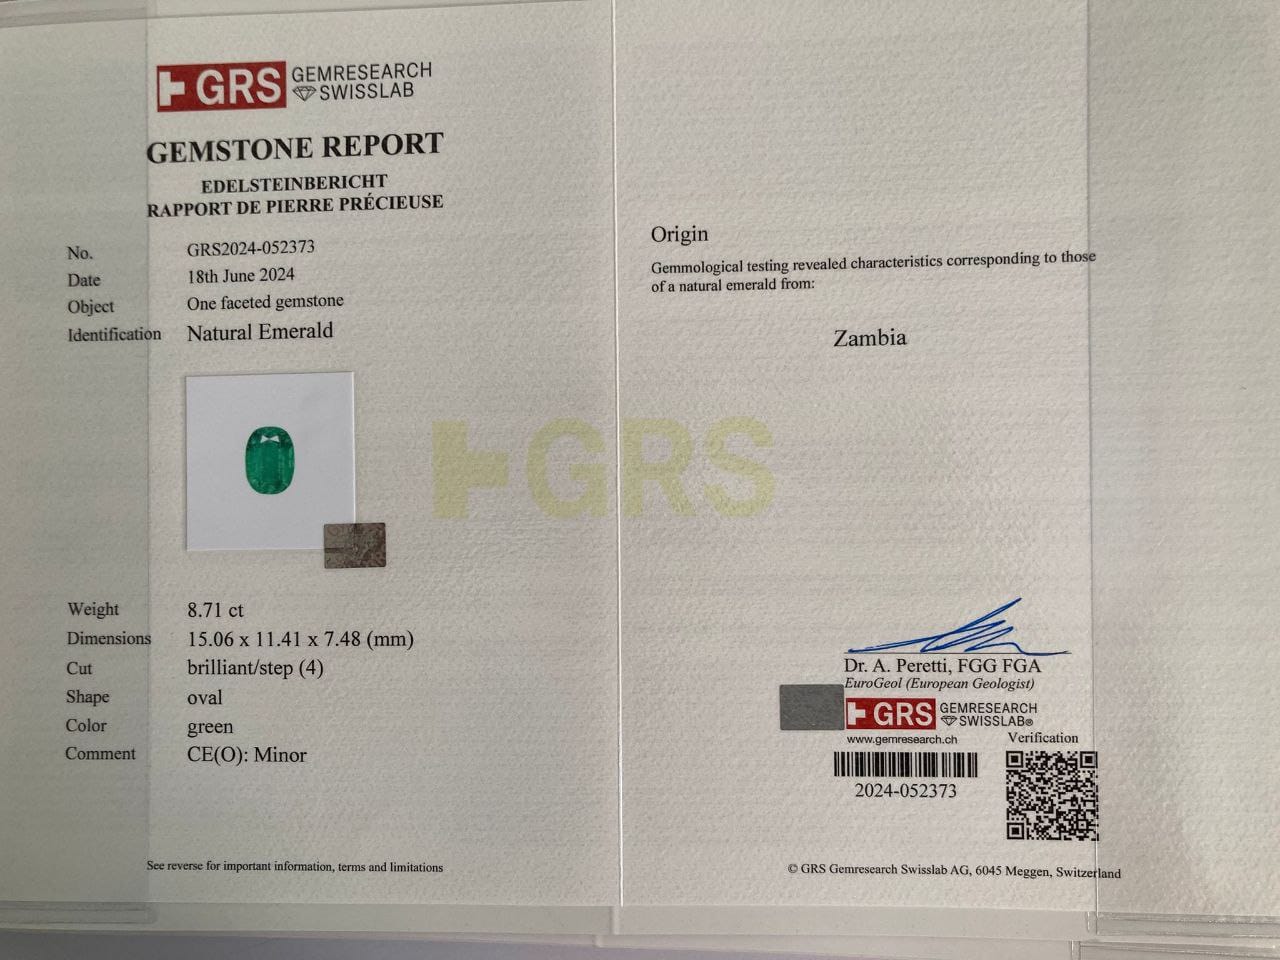 GRS GEMRESEARCH
SWISSLAB
GEMSTONE REPORT
EDELSTEINBERICHT
RAPPORT DE PIERRE PRÉCIEUSE
No. GRS2024-052373
Date 18th June 2024
Object One faceted gemstone
Identification Natural Emerald
Weight 8.71 ct
Dimensions 15.06 x 11.41 x 7.48 (mm)
Cut brilliant/step (4)
Shape oval
Color green
Comment CE(O): Minor
See reverse for important information, terms and limitations
GRS
Origin
Gemmological testing revealed characteristics corresponding to those
of a natural emerald from:
Zambia
Dr. A. Peretti, FGG FGA
EuroGeol (European Geologist)
GRS GEMRESEARCH
SWISSLAB®
www.gemresearch.ch
Verification
2024-052373
© GRS Gemresearch Swisslab AG, 6045 Meggen, Switzerland